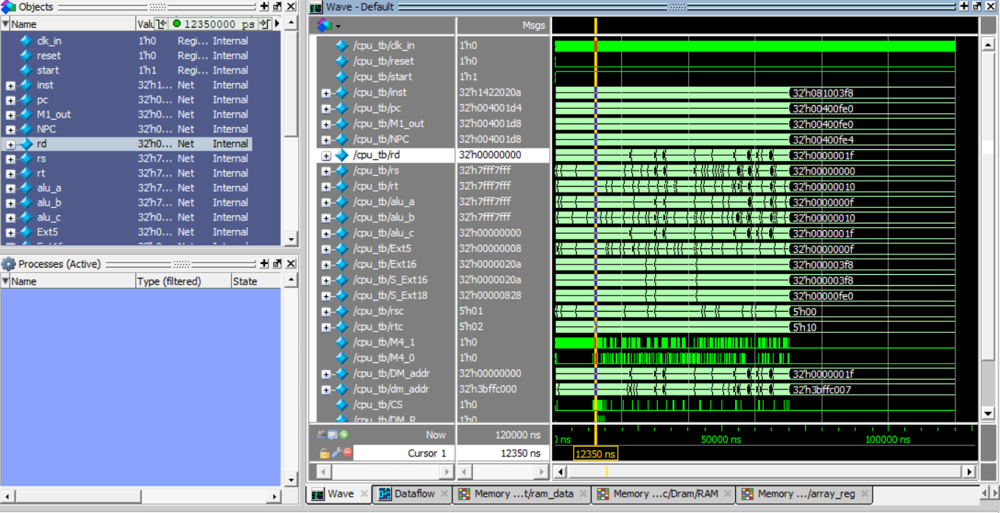 Objects
Name Valu 12350000 ps
clk_in 1'h0 Regi... Internal
reset 1'h0 Regi... Internal
start 1'h1 Regi... Internal
inst 32'h1... Net Internal
pc 32'h0... Net Internal
M1_out 32'h0... Net Internal
NPC 32'h0... Net Internal
rd 32'h0... Net Internal
rs 32'h7... Net Internal
rt 32'h7... Net Internal
alu_a 32'h7... Net Internal
alu_b 32'h7... Net Internal
alu_c 32'h0... Net Internal
Ext5 32'h0... Net Internal
Processes (Active)
Name Type (filtered) State
Wave - Default
Msgs
/cpu_tb/clk_in 1'h0
/cpu_tb/reset 1'h0
/cpu_tb/start 1'h1
/cpu_tb/inst 32'h1422020a 32'h081003f8
/cpu_tb/pc 32'h004001d4 32'h00400fe0
/cpu_tb/M1_out 32'h004001d8 32'h00400fe0
/cpu_tb/NPC 32'h004001d8 32'h00400fe4
/cpu_tb/rd 32'h00000000 32'h0000001f
/cpu_tb/rs 32'h7fff7fff 32'h00000000
/cpu_tb/rt 32'h7fff7fff 32'h00000010
/cpu_tb/alu_a 32'h7fff7fff 32'h0000000f
/cpu_tb/alu_b 32'h7fff7fff 32'h00000010
/cpu_tb/alu_c 32'h00000000 32'h0000001f
/cpu_tb/Ext5 32'h00000008 32'h0000000f
/cpu_tb/Ext16 32'h0000020a 32'h000003f8
/cpu_tb/S_Ext16 32'h0000020a 32'h000003f8
/cpu_tb/S_Ext18 32'h00000828 32'h00000fe0
/cpu_tb/rsc 5'h01 5'h00
/cpu_tb/rtc 5'h02 5'h10
/cpu_tb/M4_1 1'h0
/cpu_tb/M4_0 1'h0
/cpu_tb/DM_addr 32'h00000000 32'h0000001f
/cpu_tb/dm_addr 32'h3bffc000 32'h3bffc007
/cpu_tb/CS 1'h0
/cpu_tb/DM_R 1'h0
Now 120000 ns ns 50000 ns 100000 ns
Cursor 1 12350 ns 12350 ns
Wave Dataflow Memory ...t/ram_data Memory ...c/Dram/RAM Memory .../array_reg